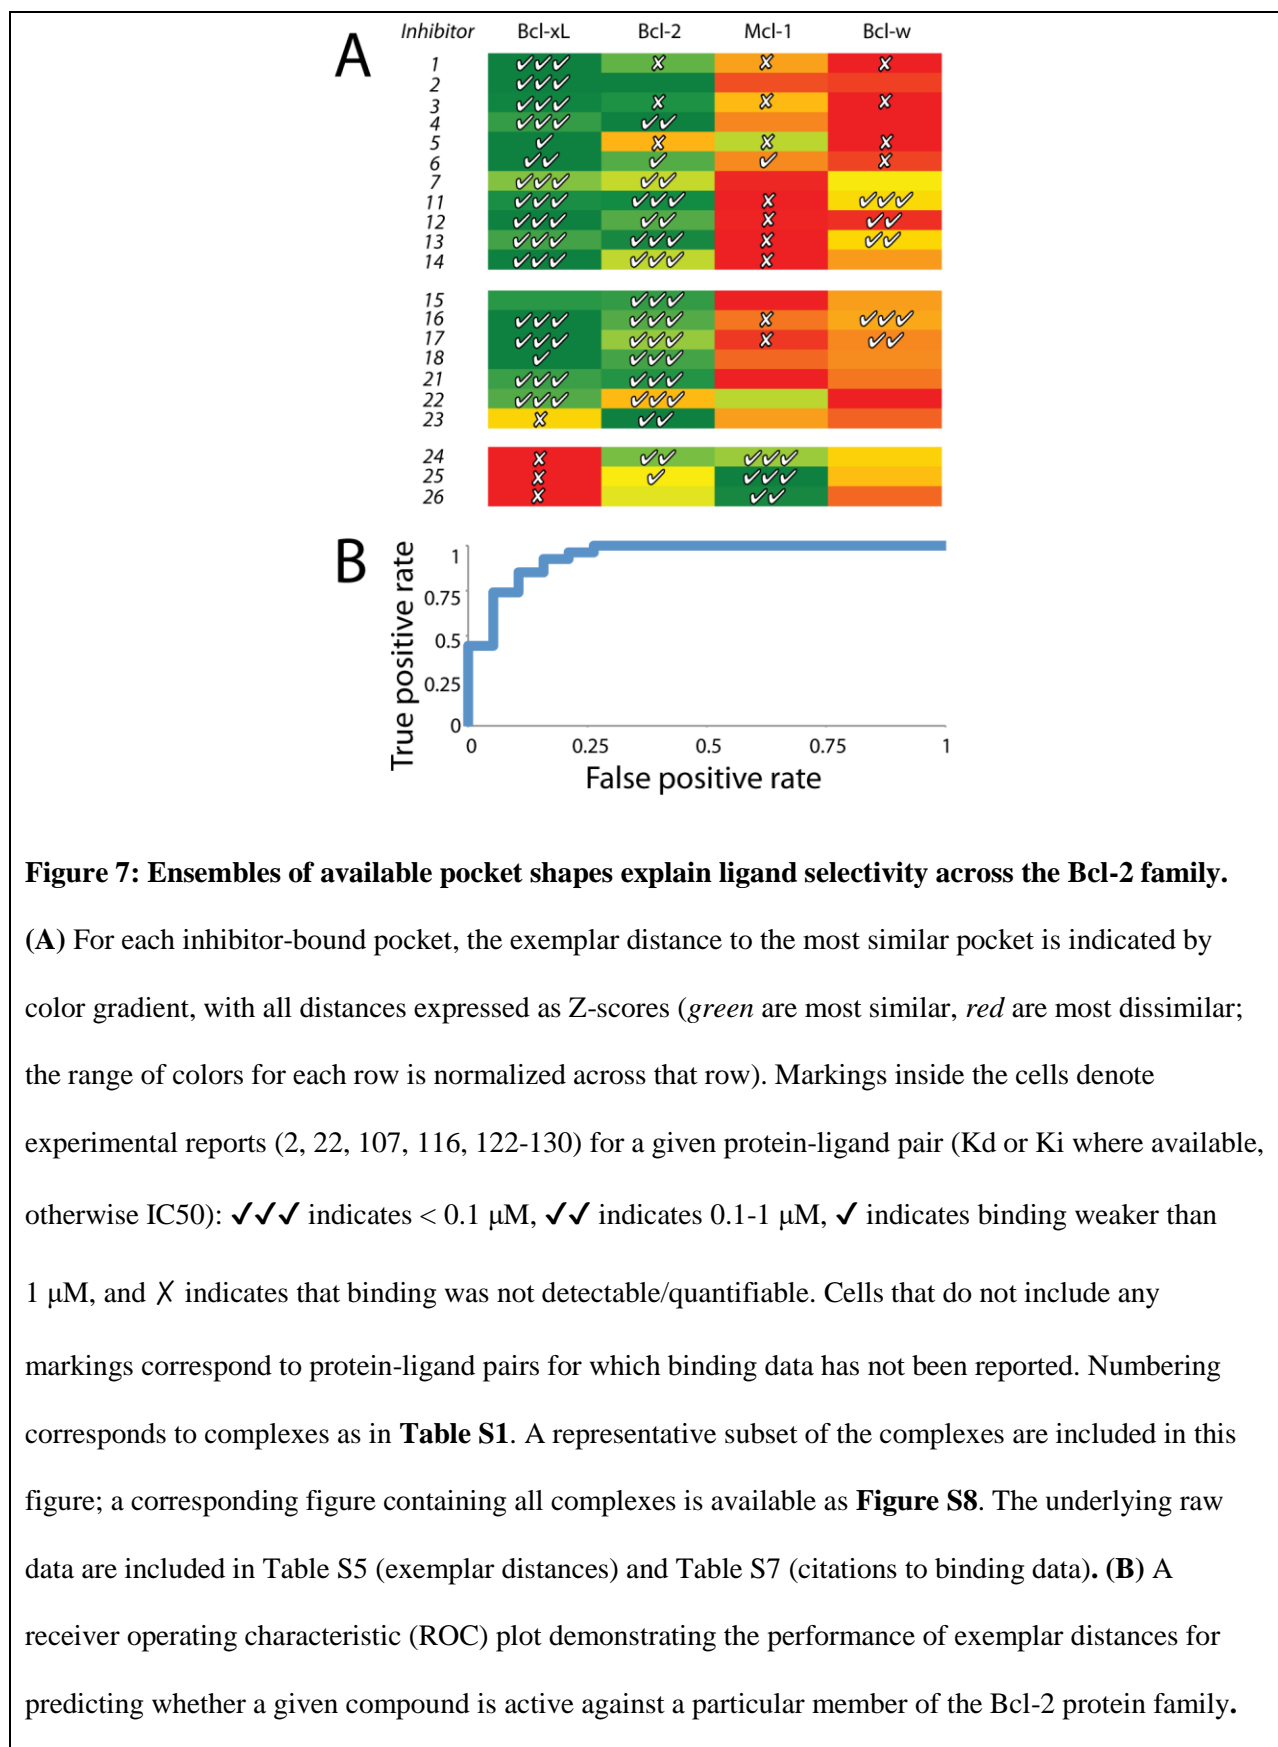 A
Inhibitor Bcl-xL Bcl-2 Mcl-1 Bcl-w
1 ✓✓✓ ✗ ✗ ✗
2 ✓✓✓
3 ✓✓✓ ✗ ✗ ✗
4 ✓✓✓ ✓✓
5 ✓ ✗ ✗ ✗
6 ✓✓ ✓ ✓ ✗
7 ✓✓✓ ✓✓
11 ✓✓✓ ✓✓✓ ✗ ✓✓✓
12 ✓✓✓ ✓✓ ✗ ✓✓
13 ✓✓✓ ✓✓✓ ✗ ✓✓
14 ✓✓✓ ✓✓✓ ✗
15 ✓✓✓
16 ✓✓✓ ✓✓✓ ✗ ✓✓✓
17 ✓✓✓ ✓✓✓ ✗ ✓✓
18 ✓ ✓✓✓
21 ✓✓✓ ✓✓✓
22 ✓✓✓ ✓✓✓
23 ✗ ✓✓
24 ✗ ✓✓ ✓✓✓
25 ✗ ✓ ✓✓✓
26 ✗ ✓✓
B
True positive rate
1
0.75
0.5
0.25
0
0 0.25 0.5 0.75 1
False positive rate
Figure 7: Ensembles of available pocket shapes explain ligand selectivity across the Bcl-2 family.
(A) For each inhibitor-bound pocket, the exemplar distance to the most similar pocket is indicated by
color gradient, with all distances expressed as Z-scores (green are most similar, red are most dissimilar;
the range of colors for each row is normalized across that row). Markings inside the cells denote
experimental reports (2, 22, 107, 116, 122-130) for a given protein-ligand pair (Kd or Ki where available,
otherwise IC50): ✓✓✓ indicates < 0.1 μM, ✓✓ indicates 0.1-1 μM, ✓ indicates binding weaker than
1 μM, and ✗ indicates that binding was not detectable/quantifiable. Cells that do not include any
markings correspond to protein-ligand pairs for which binding data has not been reported. Numbering
corresponds to complexes as in Table S1. A representative subset of the complexes are included in this
figure; a corresponding figure containing all complexes is available as Figure S8. The underlying raw
data are included in Table S5 (exemplar distances) and Table S7 (citations to binding data). (B) A
receiver operating characteristic (ROC) plot demonstrating the performance of exemplar distances for
predicting whether a given compound is active against a particular member of the Bcl-2 protein family.